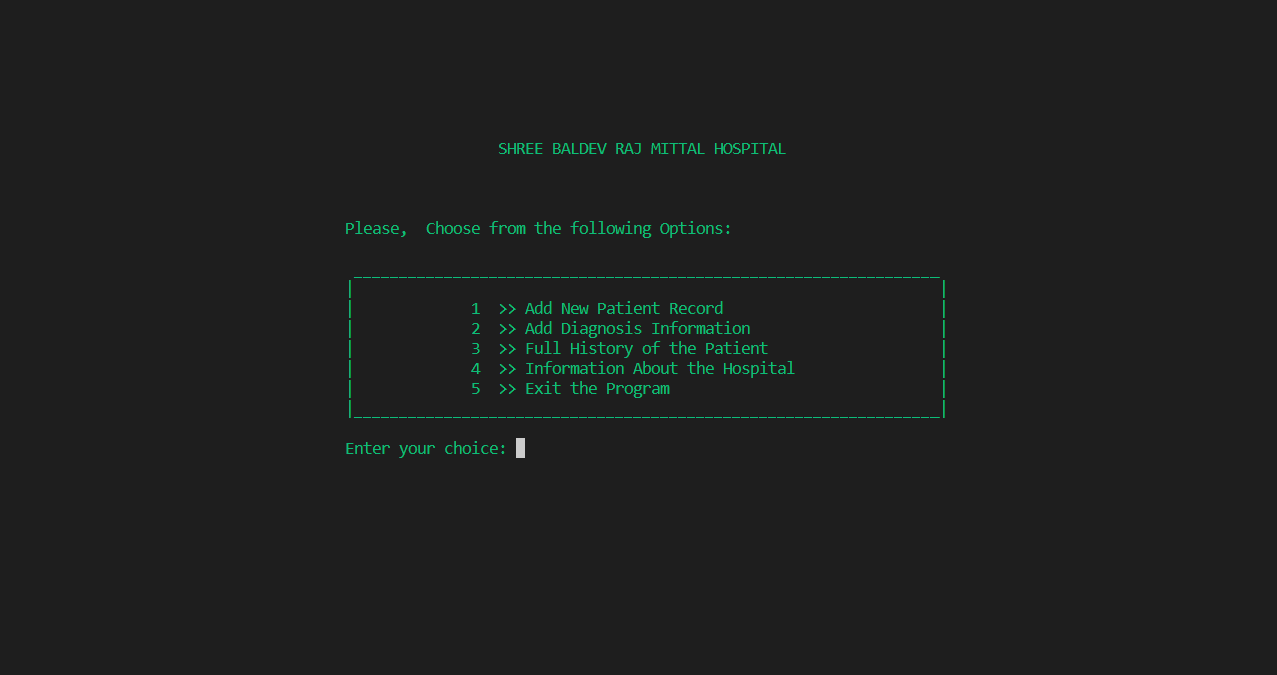 SHREE BALDEV RAJ MITTAL HOSPITAL
Please,  Choose from the following Options:
1  >> Add New Patient Record
2  >> Add Diagnosis Information
3  >> Full History of the Patient
4  >> Information About the Hospital
5  >> Exit the Program
Enter your choice: